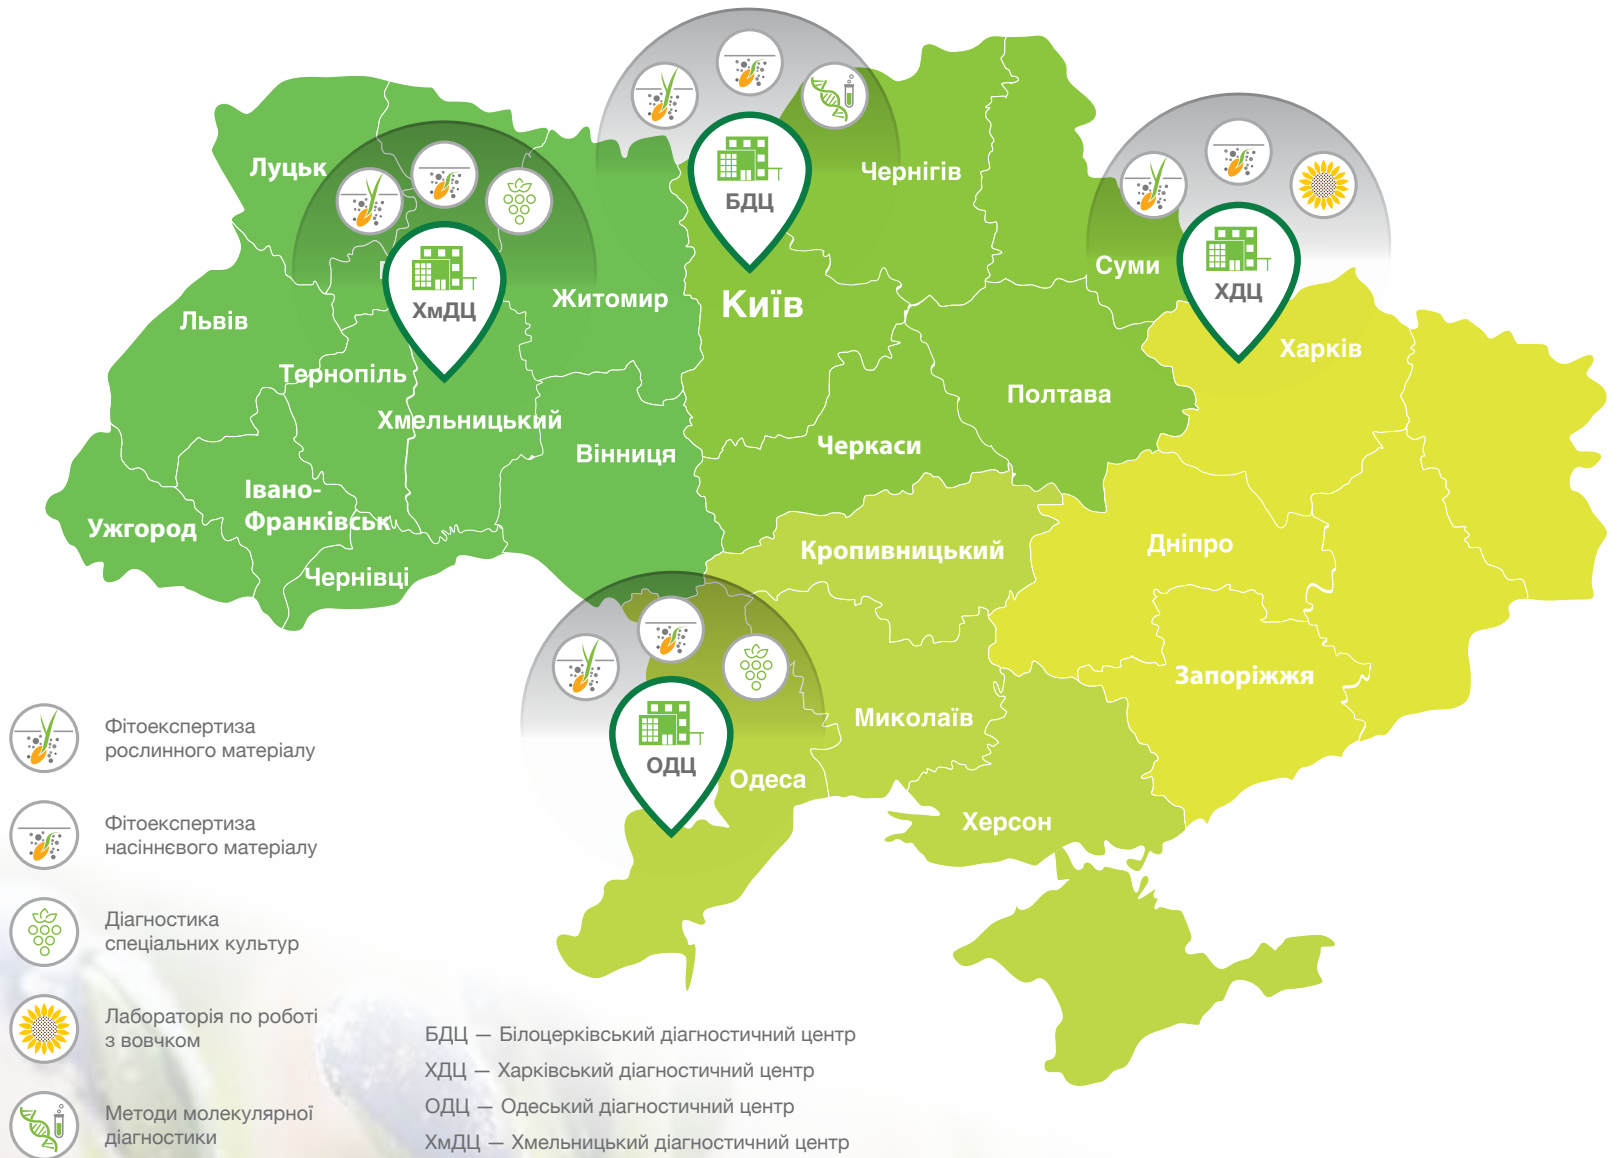 Луцьк
Чернігів
БДЦ
Суми
ХДЦ
Житомир
Київ
ХмДЦ
Львів
Харків
Тернопіль
Полтава
Хмельницький
Черкаси
Вінниця
Івано-
Франківськ
Ужгород
Дніпро
Кропивницький
Чернівці
Запоріжжя
Миколаїв
ОДЦ
Одеса
Херсон
Фітоекспертиза
рослинного матеріалу
Фітоекспертиза
насіннєвого матеріалу
Діагностика
спеціальних культур
Лабораторія по роботі
з вовчком
Методи молекулярної
діагностики
БДЦ — Білоцерківський діагностичний центр
ХДЦ — Харківський діагностичний центр
ОДЦ — Одеський діагностичний центр
ХмДЦ — Хмельницький діагностичний центр